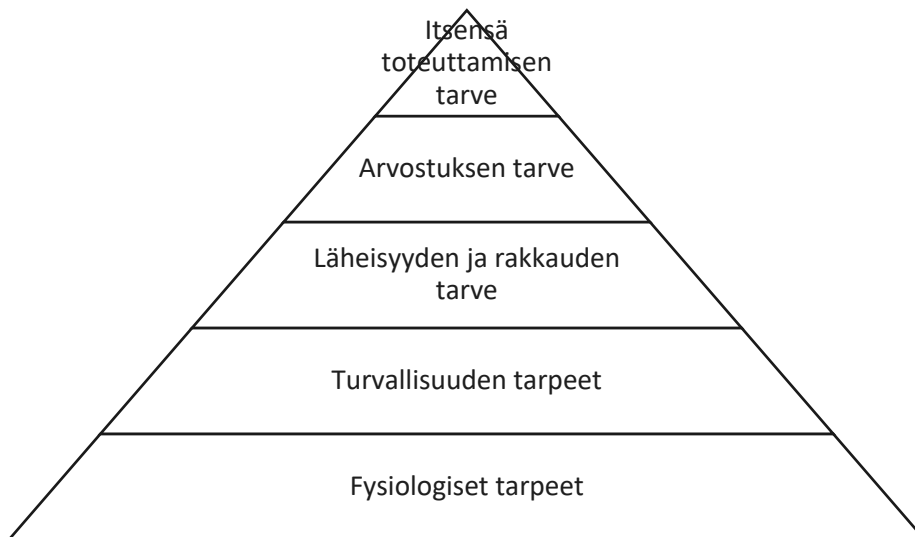 Itsensä
toteuttamisen
tarve
Arvostuksen tarve
Läheisyyden ja rakkauden
tarve
Turvallisuuden tarpeet
Fysiologiset tarpeet